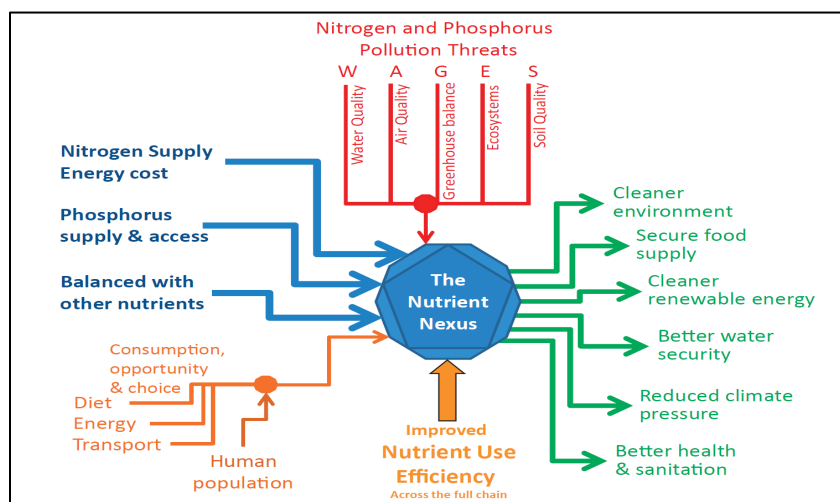 Nitrogen and Phosphorus
Pollution Threats
W A G E S
Water Quality
Air Quality
Greenhouse balance
Ecosystems
Soil Quality
Nitrogen Supply
Energy cost
Phosphorus
supply & access
Balanced with
other nutrients
Consumption,
opportunity
& choice
Diet
Energy
Transport
Human
population
The
Nutrient
Nexus
Improved
Nutrient Use
Efficiency
Across the full chain
Cleaner
environment
Secure food
supply
Cleaner
renewable energy
Better water
security
Reduced climate
pressure
Better health
& sanitation